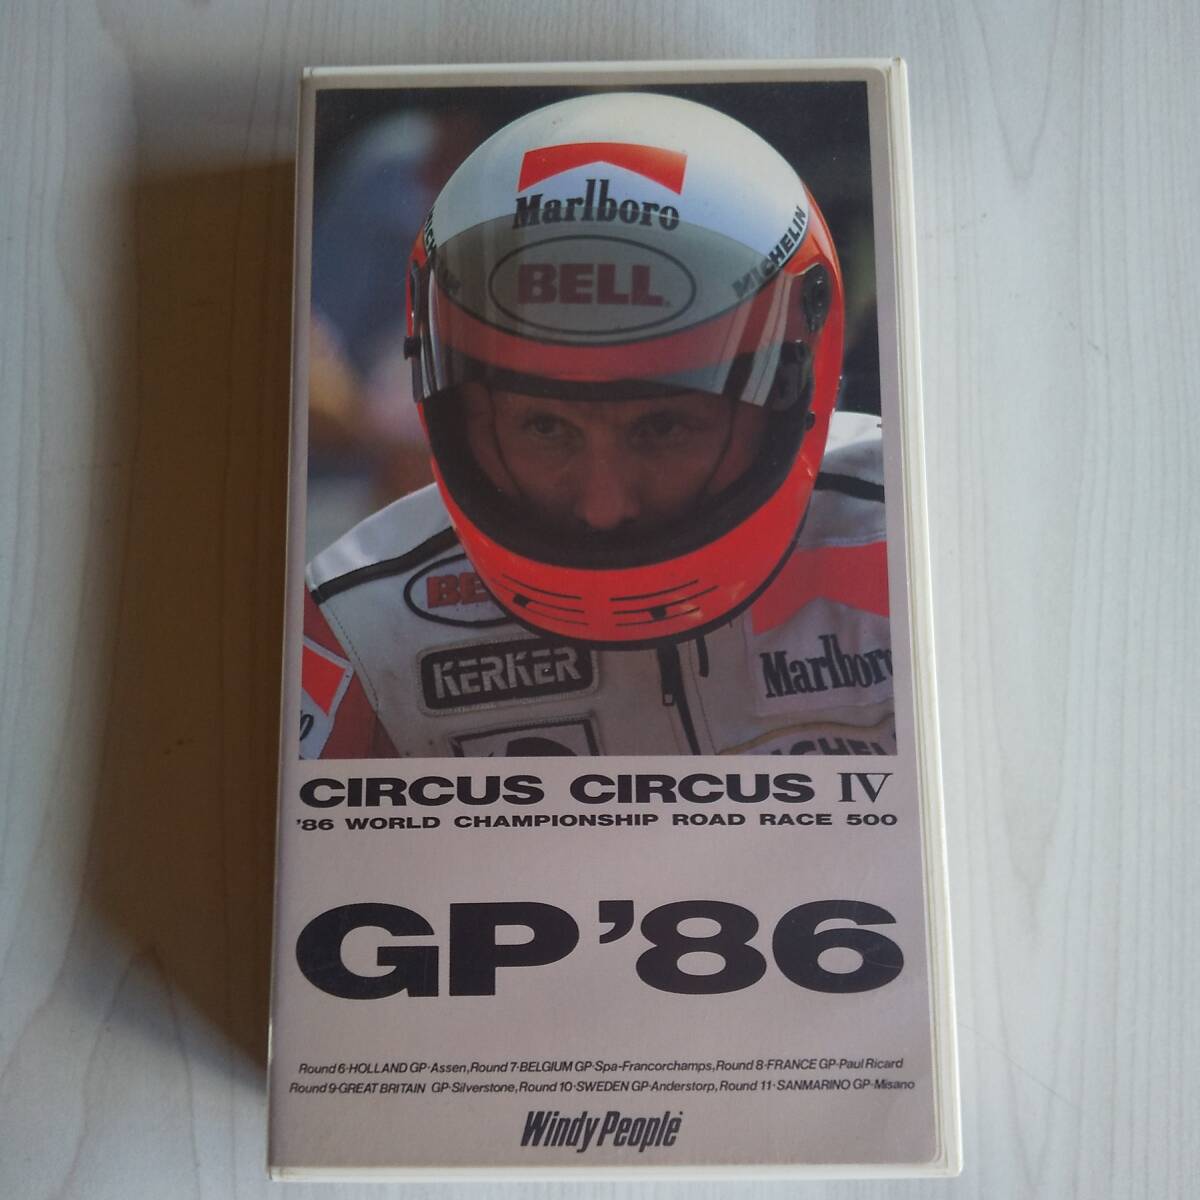 Marlboro
MICHELIN
BELL
BE
KERKER
Marlboro
MICHELIN
CIRCUS CIRCUS IV
'86 WORLD CHAMPIONSHIP ROAD RACE 500
GP '86
Round 6·HOLLAND GP·Assen, Round 7·BELGIUM GP·Spa-Francorchamps, Round 8·FRANCE GP·Paul Ricard
Round 9·GREAT BRITAIN GP·Silverstone, Round 10·SWEDEN GP·Anderstorp, Round 11·SANMARINO GP·Misano
Windy People